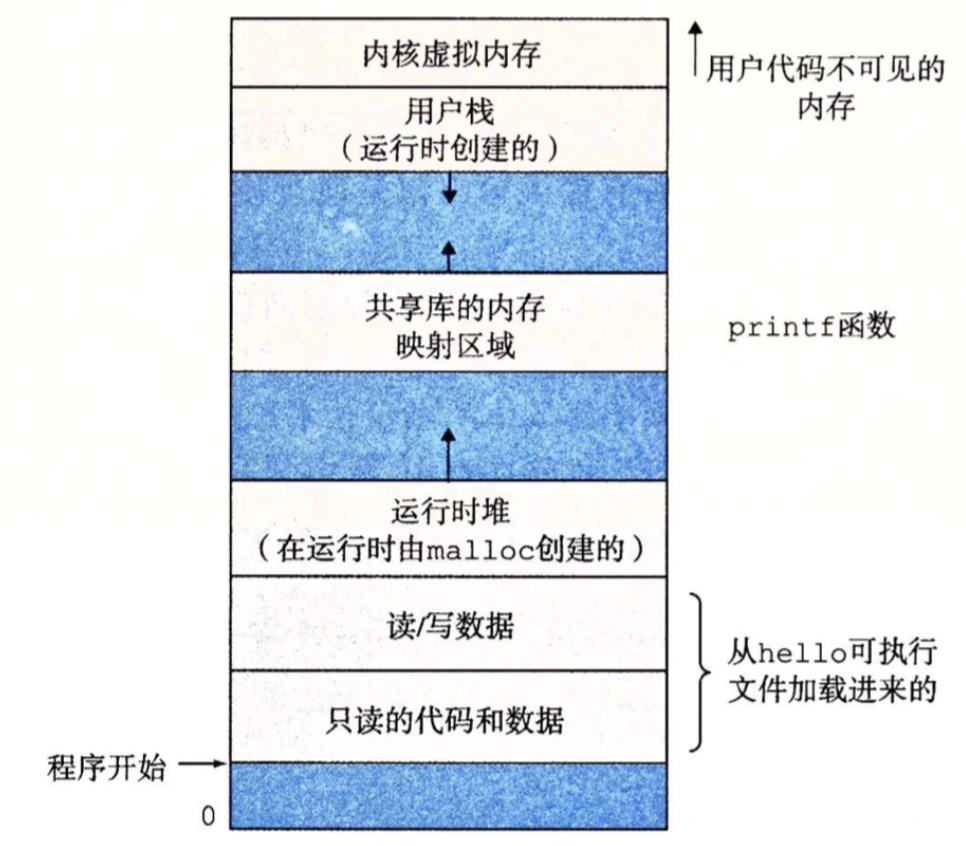 内核虚拟内存
用户代码不可见的
内存
用户栈
（运行时创建的）
共享库的内存
映射区域
printf函数
运行时堆
（在运行时由malloc创建的）
读/写数据
从hello可执行
文件加载进来的
只读的代码和数据
程序开始
0